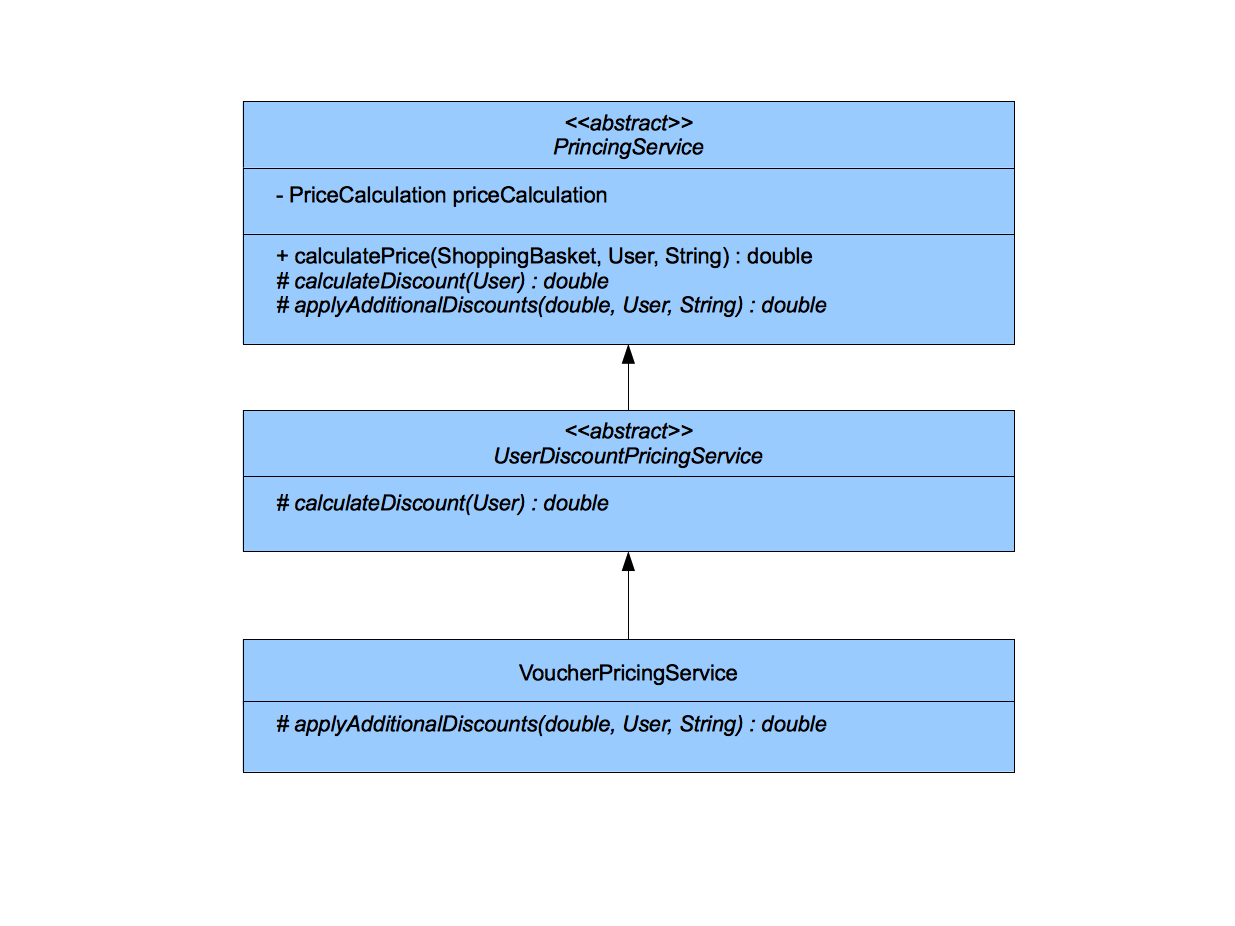 <<abstract>>
PrincingService
- PriceCalculation priceCalculation
+ calculatePrice(ShoppingBasket, User, String) : double
# calculateDiscount(User) : double
# applyAdditionalDiscounts(double, User, String) : double
<<abstract>>
UserDiscountPricingService
# calculateDiscount(User) : double
VoucherPricingService
# applyAdditionalDiscounts(double, User, String) : double